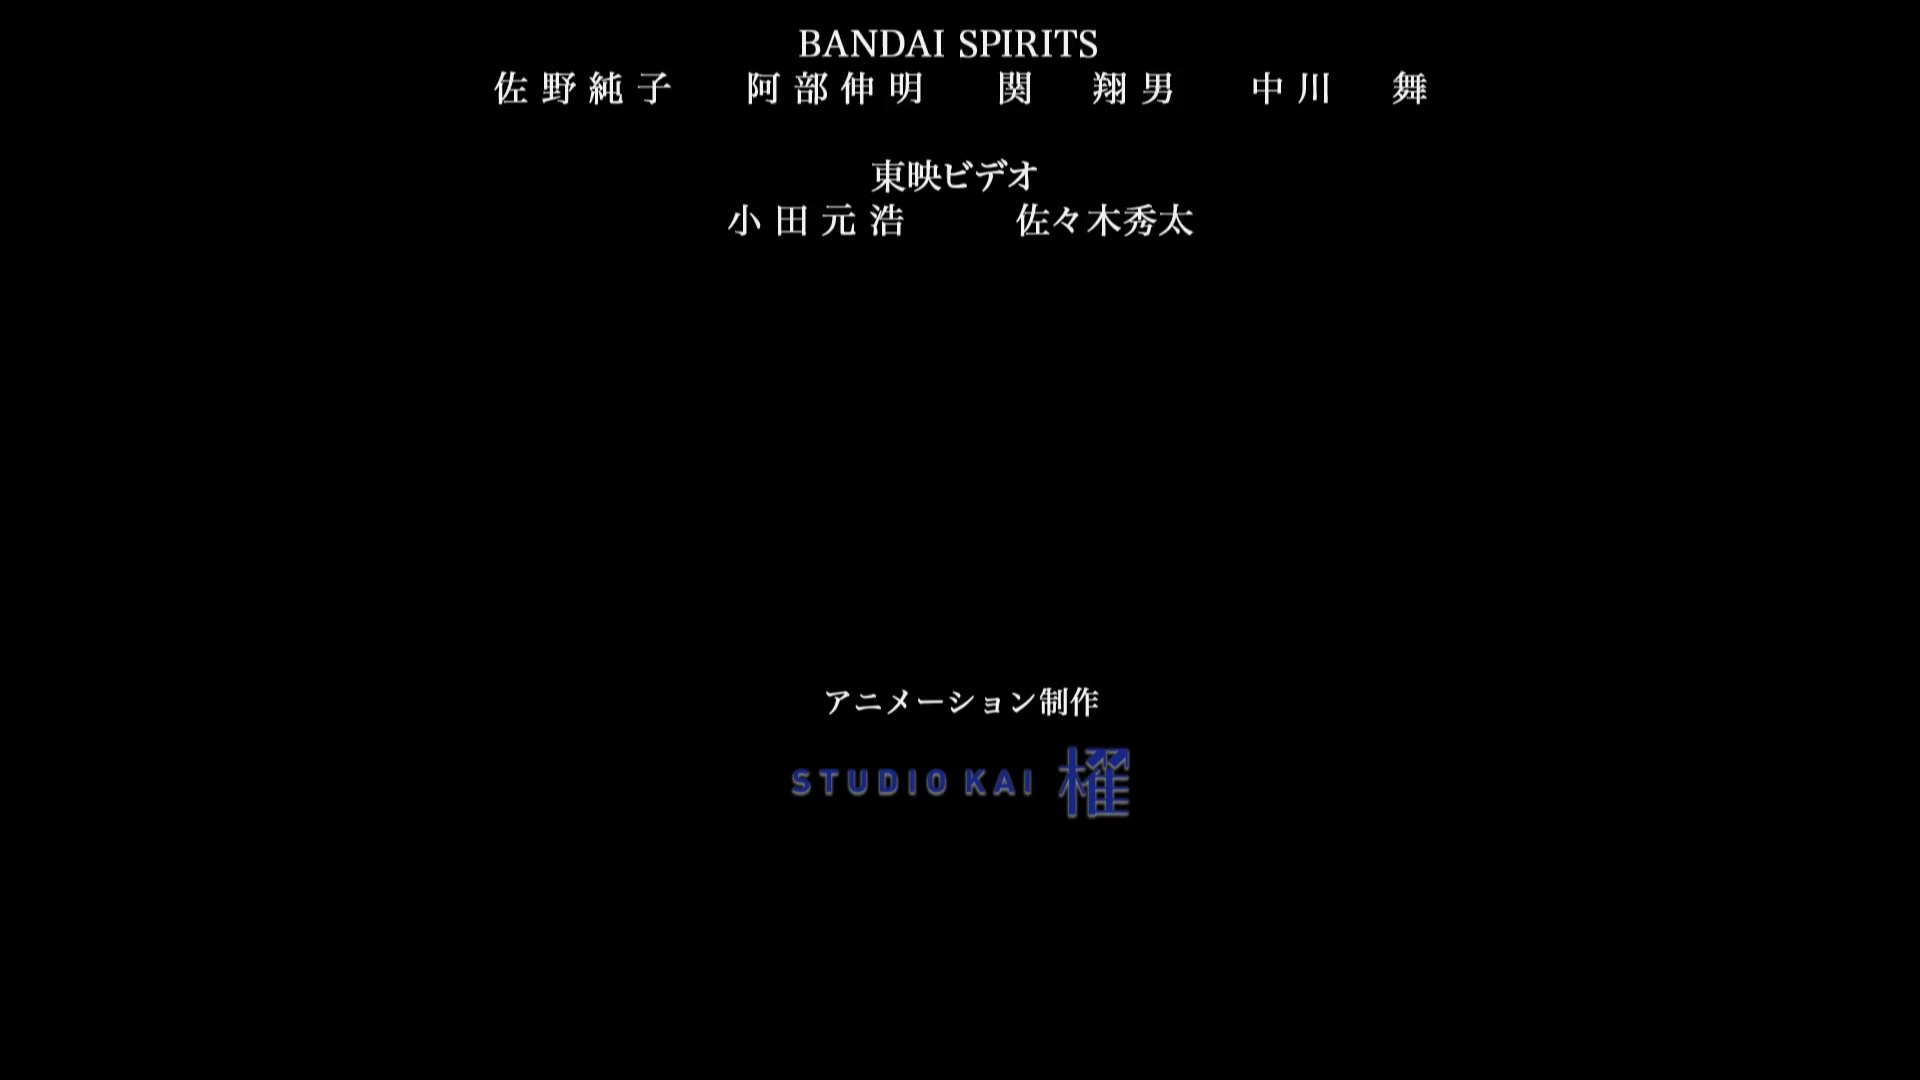 BANDAI SPIRITS
佐野純子 阿部伸明 関 翔男 中川 舞
東映ビデオ
小田元浩 佐々木秀太
アニメーション制作
STUDIO KAI 櫂